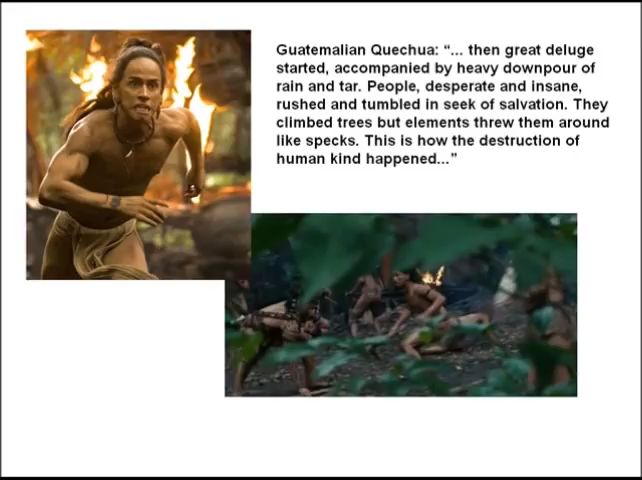 Guatemalian Quechua: “... then great deluge
started, accompanied by heavy downpour of
rain and tar. People, desperate and insane,
rushed and tumbled in seek of salvation. They
climbed trees but elements threw them around
like specks. This is how the destruction of
human kind happened...”